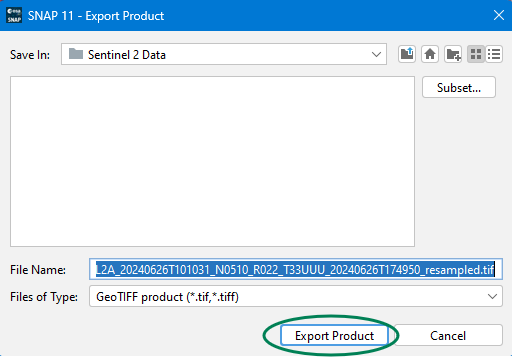 esa
SNAP
SNAP 11 - Export Product
Save In:
Sentinel 2 Data
Subset...
File Name:
L2A_20240626T101031_N0510_R022_T33UUU_20240626T174950_resampled.tif
Files of Type:
GeoTIFF product (*.tif,*.tiff)
Export Product
Cancel